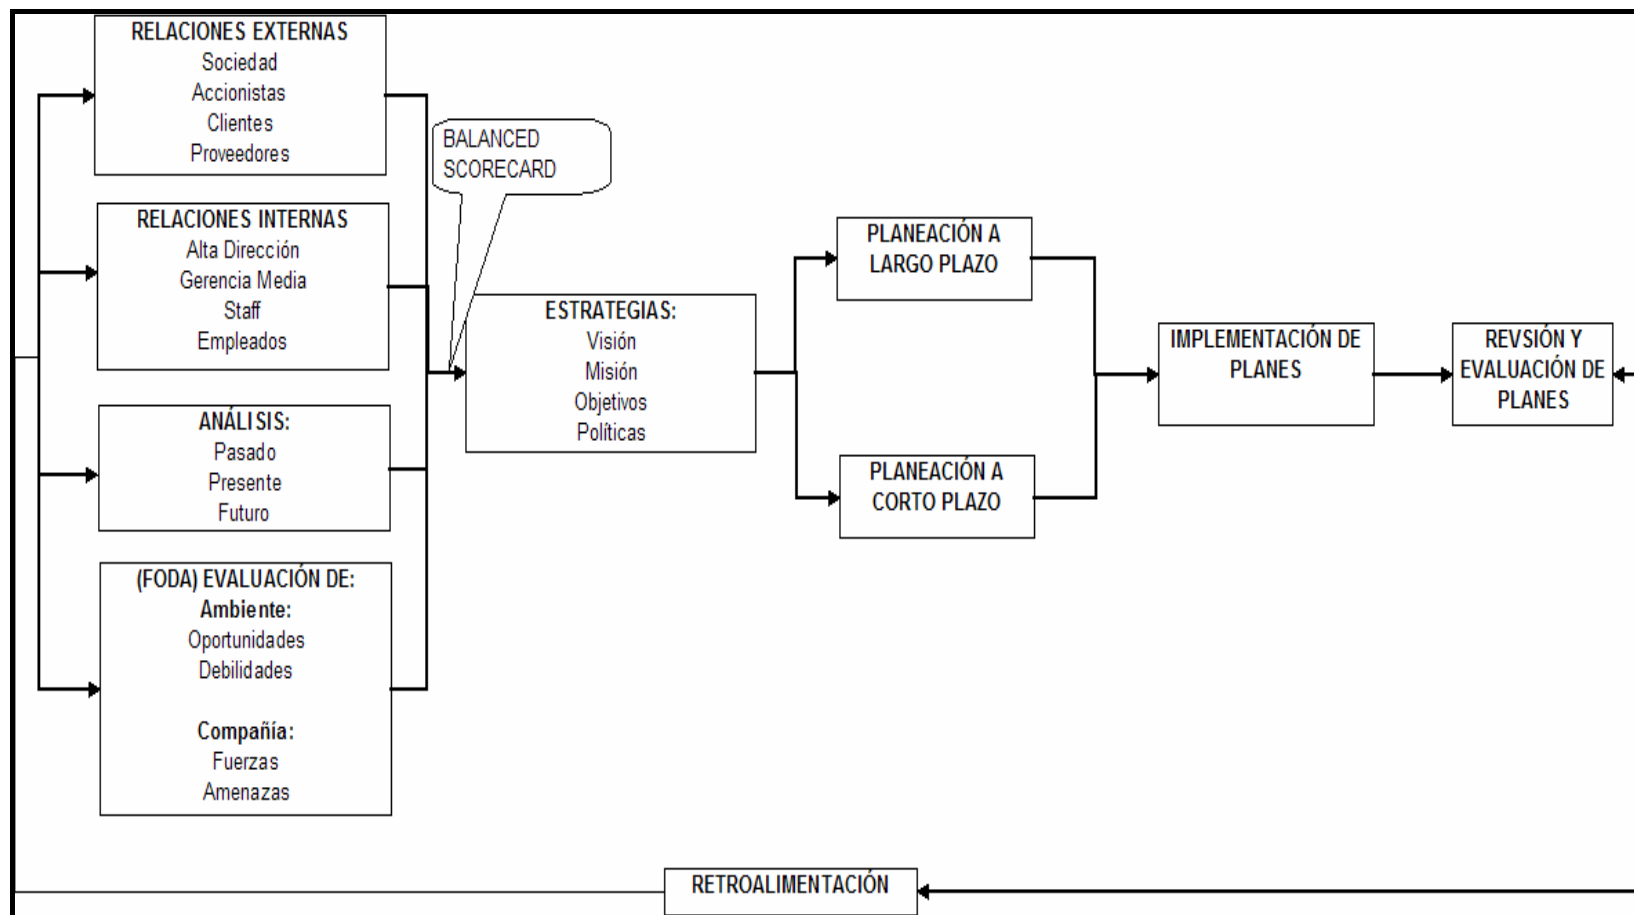 RELACIONES EXTERNAS
Sociedad
Accionistas
Clientes
Proveedores
BALANCED
SCORECARD
RELACIONES INTERNAS
Alta Dirección
Gerencia Media
Staff
Empleados
ANÁLISIS:
Pasado
Presente
Futuro
(FODA) EVALUACIÓN DE:
Ambiente:
Oportunidades
Debilidades
Compañía:
Fuerzas
Amenazas
ESTRATEGIAS:
Visión
Misión
Objetivos
Políticas
PLANEACIÓN A
LARGO PLAZO
PLANEACIÓN A
CORTO PLAZO
IMPLEMENTACIÓN DE
PLANES
REVSIÓN Y
EVALUACIÓN DE
PLANES
RETROALIMENTACIÓN